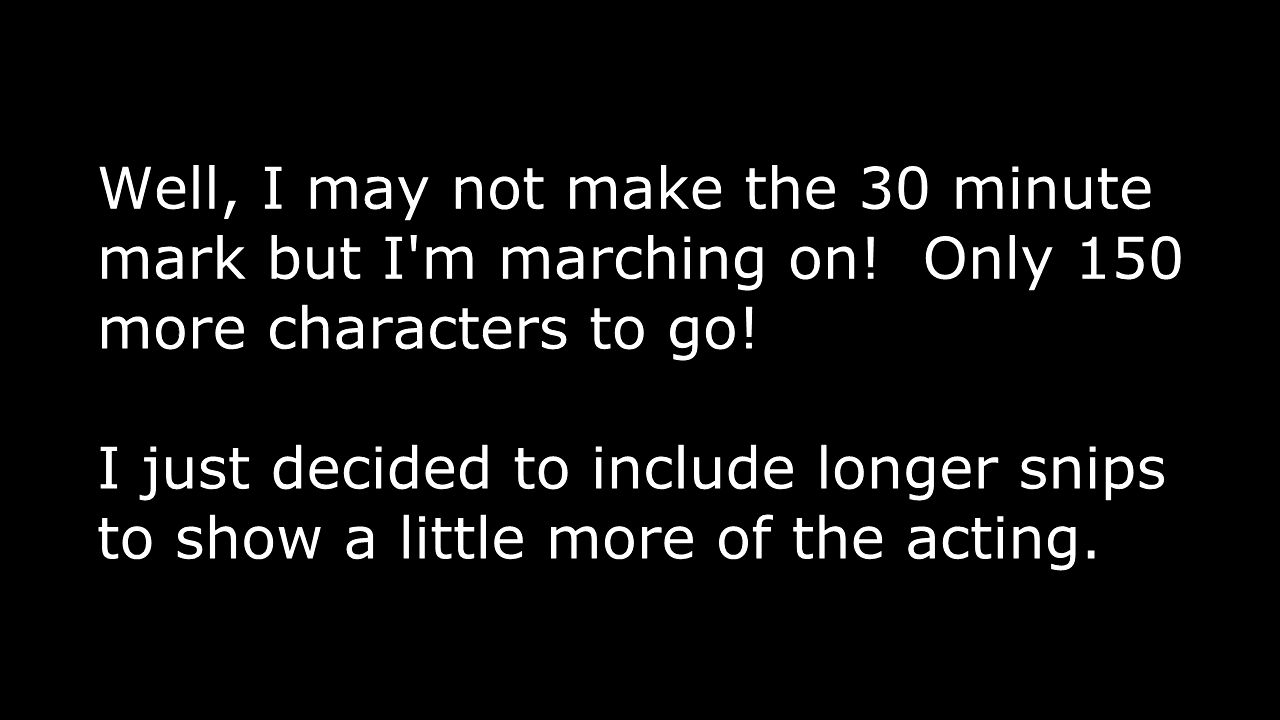 Well, I may not make the 30 minute
mark but I'm marching on!  Only 150
more characters to go!
I just decided to include longer snips
to show a little more of the acting.